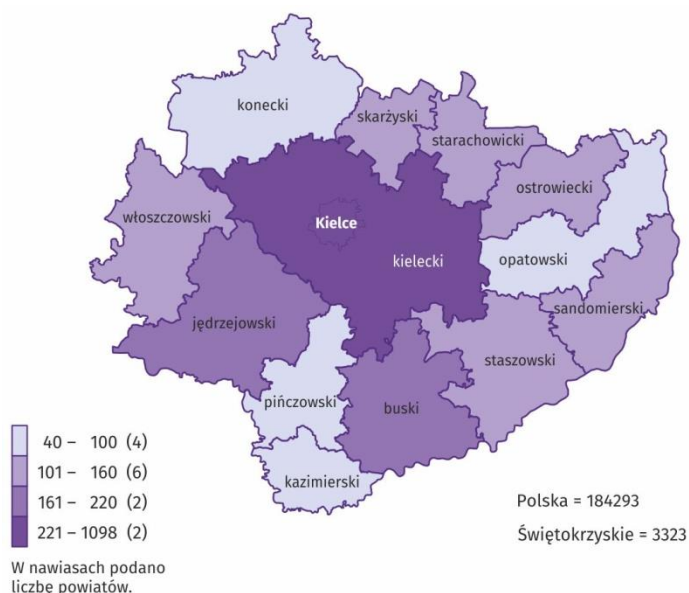 konecki
skarżyski
starachowicki
ostrowiecki
włoszczowski
Kielce
kielecki
opatowski
sandomierski
jędrzejowski
staszowski
pińczowski
buski
kazimierski
40 – 100 (4)
101 – 160 (6)
161 – 220 (2)
221 – 1098 (2)
W nawiasach podano
liczbę powiatów.
Polska = 184293
Świętokrzyskie = 3323